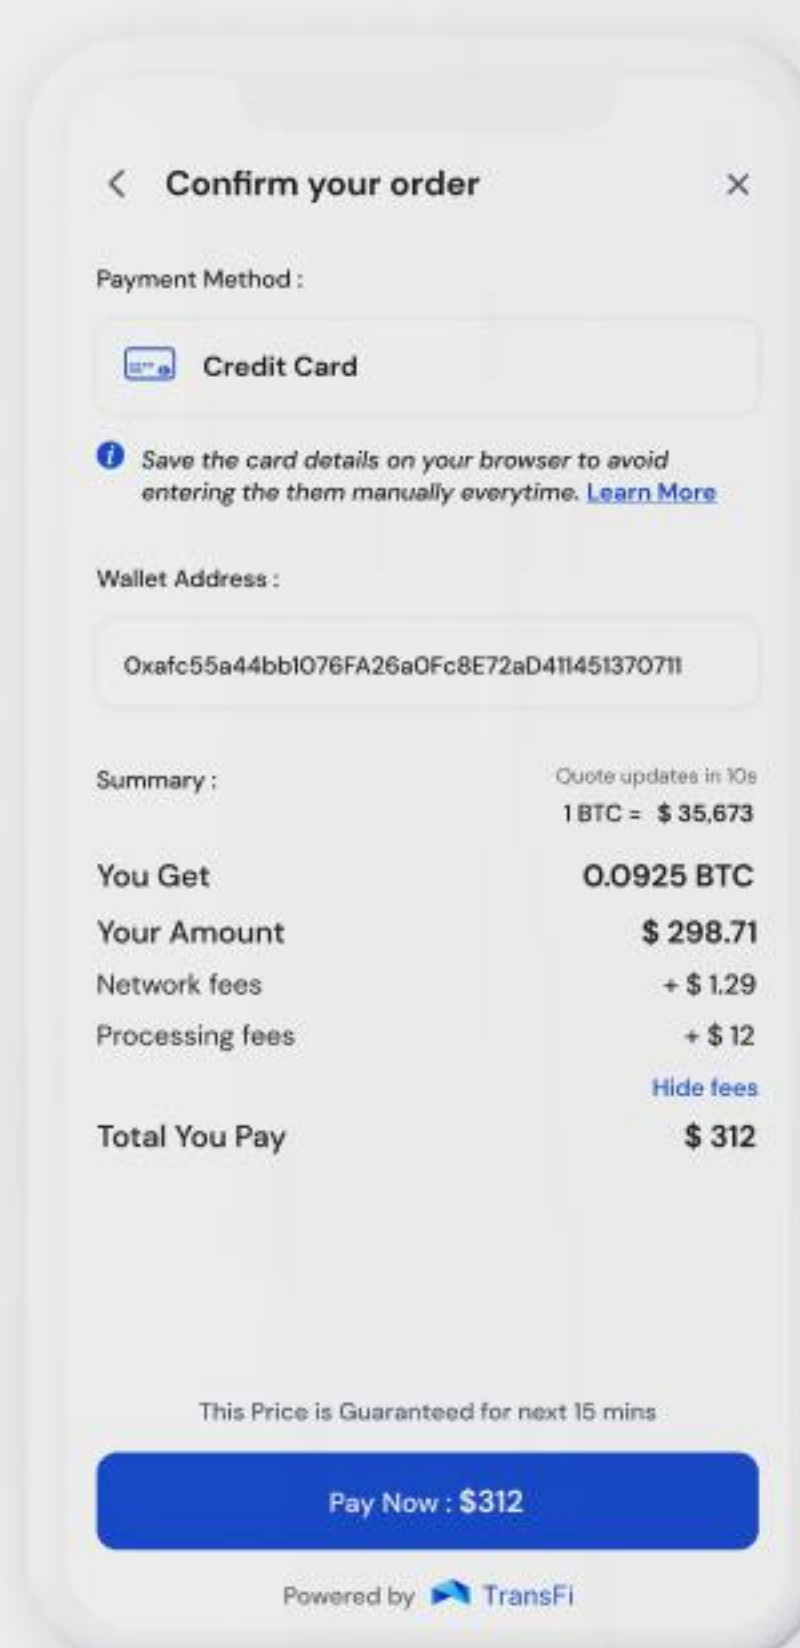 Confirm your order
Payment Method :
Credit Card
Save the card details on your browser to avoid
entering the them manually everytime. Learn More
Wallet Address :
0xafc55a44bb1076FA26a0Fc8E72aD411451370711
Summary :
Quote updates in 10s
1 BTC = $ 35,673
You Get 0.0925 BTC
Your Amount $ 298.71
Network fees + $ 1.29
Processing fees + $ 12
Hide fees
Total You Pay $ 312
This Price is Guaranteed for next 15 mins
Pay Now : $312
Powered by TransFi